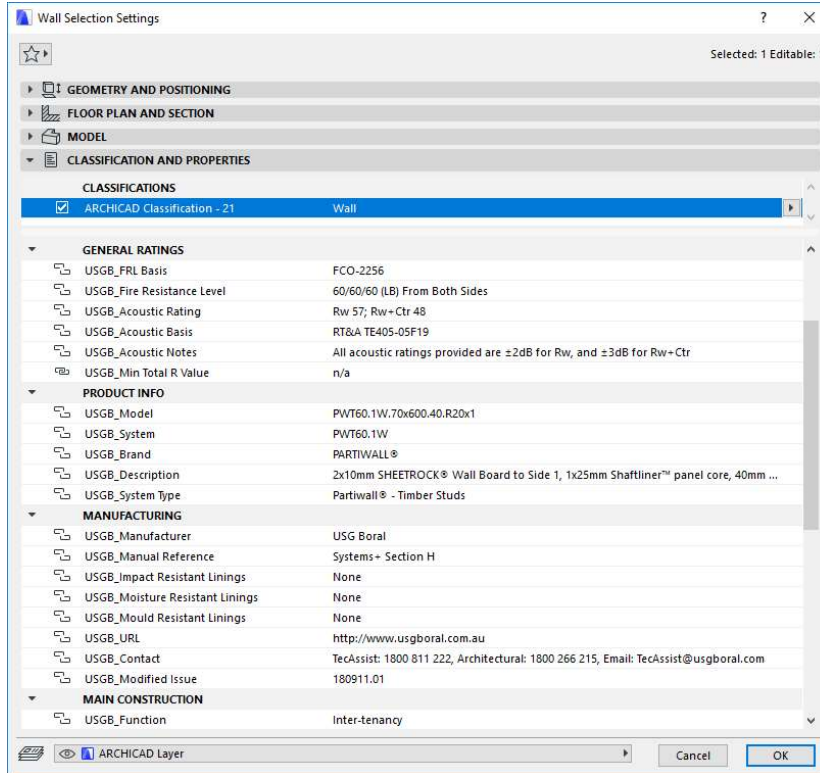 Wall Selection Settings ? X
Selected: 1 Editable:
GEOMETRY AND POSITIONING
FLOOR PLAN AND SECTION
MODEL
CLASSIFICATION AND PROPERTIES
CLASSIFICATIONS
ARCHICAD Classification - 21 Wall
GENERAL RATINGS
USGB_FRL Basis FCO-2256
USGB_Fire Resistance Level 60/60/60 (LB) From Both Sides
USGB_Acoustic Rating Rw 57; Rw+Ctr 48
USGB_Acoustic Basis RT&A TE405-05F19
USGB_Acoustic Notes All acoustic ratings provided are ±2dB for Rw, and ±3dB for Rw+Ctr
USGB_Min Total R Value n/a
PRODUCT INFO
USGB_Model PWT60.1W.70x600.40.R20x1
USGB_System PWT60.1W
USGB_Brand PARTIWALL®
USGB_Description 2x10mm SHEETROCK® Wall Board to Side 1, 1x25mm Shaftliner™ panel core, 40mm ...
USGB_System Type Partiwall® - Timber Studs
MANUFACTURING
USGB_Manufacturer USG Boral
USGB_Manual Reference Systems+ Section H
USGB_Impact Resistant Linings None
USGB_Moisture Resistant Linings None
USGB_Mould Resistant Linings None
USGB_URL http://www.usgboral.com.au
USGB_Contact TecAssist: 1800 811 222, Architectural: 1800 266 215, Email: TecAssist@usgboral.com
USGB_Modified Issue 180911.01
MAIN CONSTRUCTION
USGB_Function Inter-tenancy
ARCHICAD Layer Cancel OK